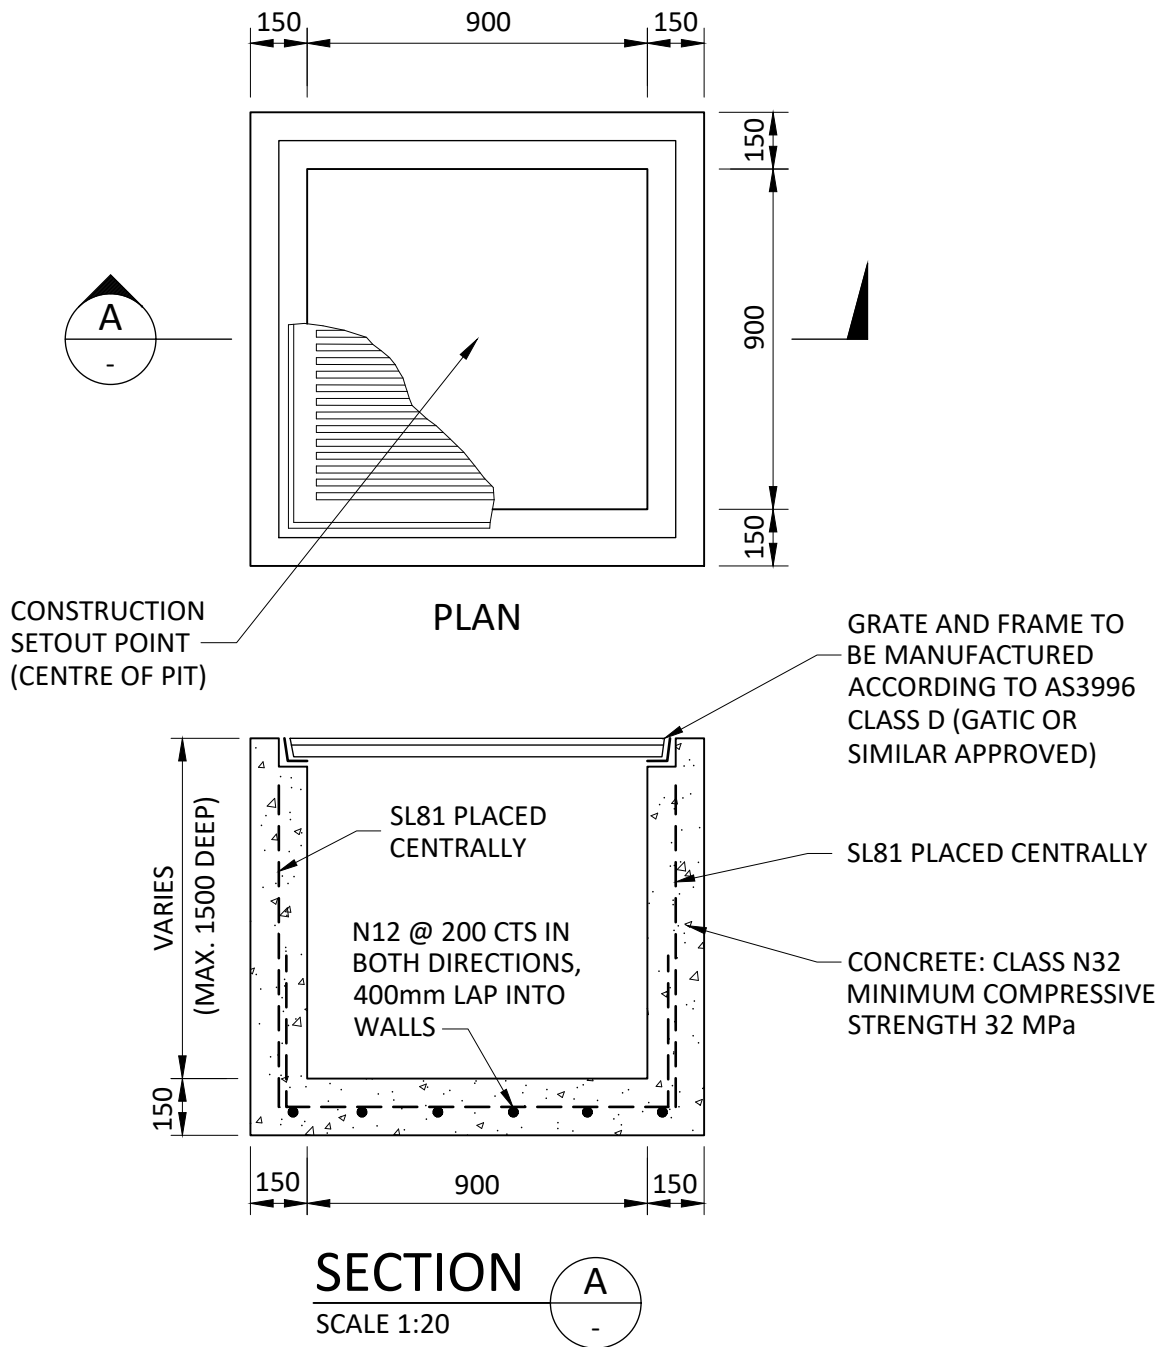 150
900
150
150
900
150
A
-
CONSTRUCTION
SETOUT POINT
(CENTRE OF PIT)
PLAN
GRATE AND FRAME TO
BE MANUFACTURED
ACCORDING TO AS3996
CLASS D (GATIC OR
SIMILAR APPROVED)
VARIES
(MAX. 1500 DEEP)
150
SL81 PLACED
CENTRALLY
SL81 PLACED CENTRALLY
N12 @ 200 CTS IN
BOTH DIRECTIONS,
400mm LAP INTO
WALLS
CONCRETE: CLASS N32
MINIMUM COMPRESSIVE
STRENGTH 32 MPa
150
900
150
SECTION
SCALE 1:20
A
-